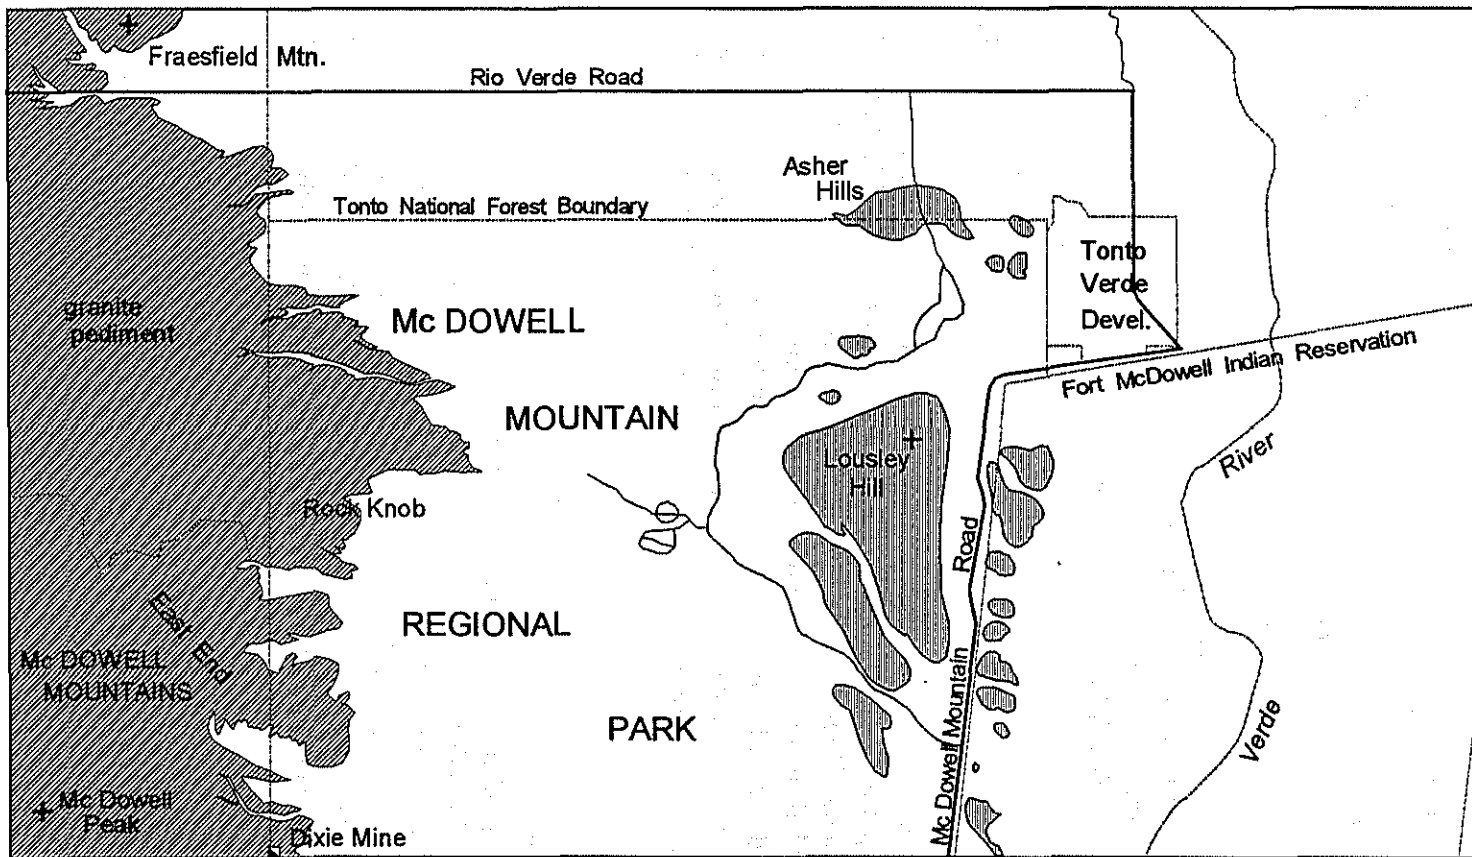 Fraesfield Mtn.
Rio Verde Road
Asher
Hills
Tonto National Forest Boundary
Tonto
Verde
Devel.
granite
pediment
Mc DOWELL
Fort McDowell Indian Reservation
MOUNTAIN
Lousley
Hill
River
Rock Knob
Road
East End
REGIONAL
Mc DOWELL
MOUNTAINS
PARK
Mc Dowell Mountain
Verde
Mc Dowell
Peak
Dixie Mine